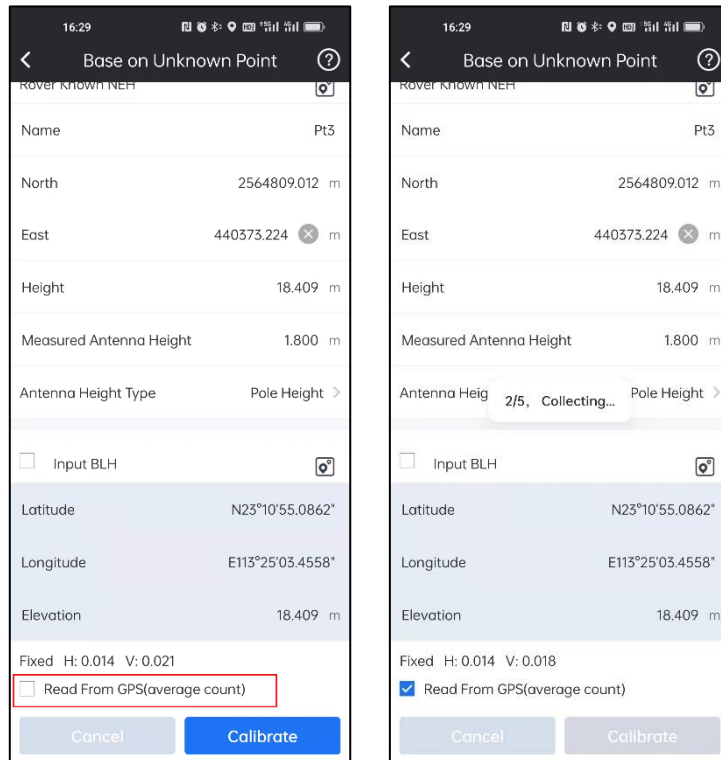 16:29
Base on Unknown Point
Rover Known NEH
Name Pt3
North 2564809.012 m
East 440373.224 m
Height 18.409 m
Measured Antenna Height 1.800 m
Antenna Height Type Pole Height >
Input BLH
Latitude N23°10'55.0862"
Longitude E113°25'03.4558"
Elevation 18.409 m
Fixed H: 0.014 V: 0.021
Read From GPS(average count)
Cancel Calibrate
16:29
Base on Unknown Point
Rover Known NEH
Name Pt3
North 2564809.012 m
East 440373.224 m
Height 18.409 m
Measured Antenna Height 1.800 m
Antenna Heig Pole Height >
2/5, Collecting...
Input BLH
Latitude N23°10'55.0862"
Longitude E113°25'03.4558"
Elevation 18.409 m
Fixed H: 0.014 V: 0.018
Read From GPS(average count)
Cancel Calibrate